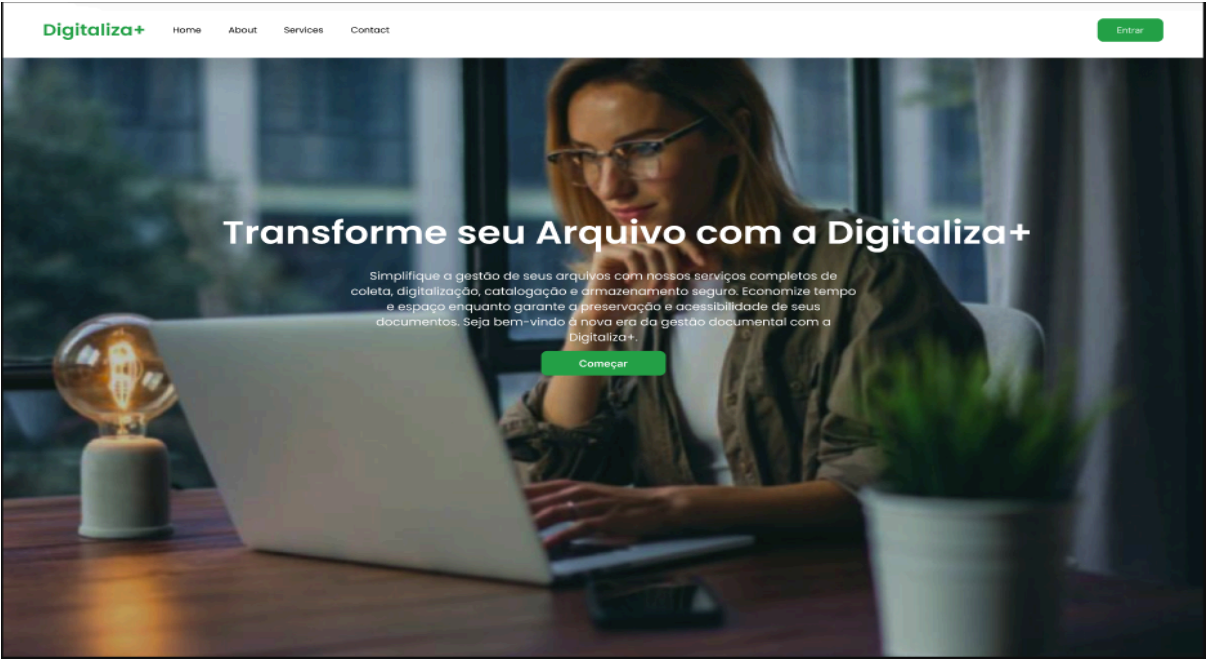 Digitaliza+ Home About Services Contact Entrar
Transforme seu Arquivo com a Digitaliza+
Simplifique a gestão de seus arquivos com nossos serviços completos de
coleta, digitalização, catalogação e armazenamento seguro. Economize tempo
e espaço enquanto garante a preservação e acessibilidade de seus
documentos. Seja bem-vindo à nova era da gestão documental com a
Digitaliza+.
Começar